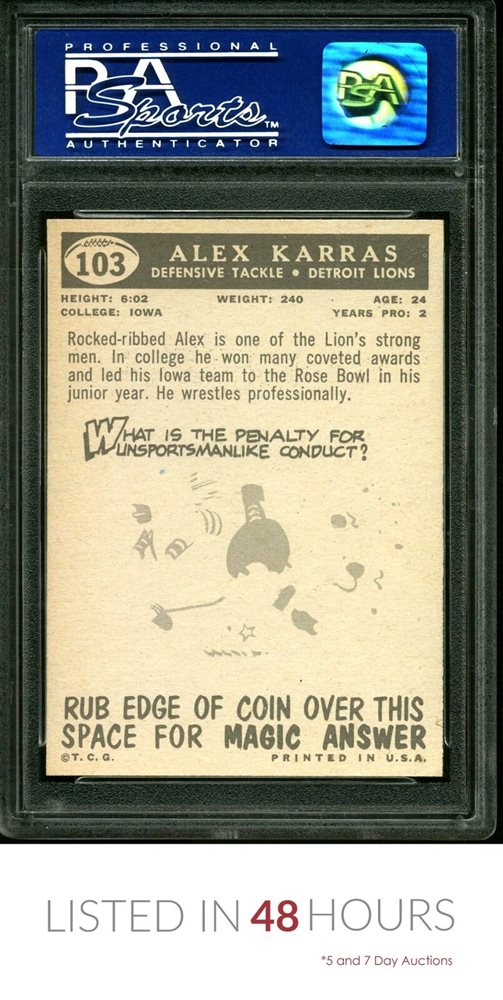 PROFESSIONAL
PSA
Sports™
AUTHENTICATOR
PSA
103
ALEX KARRAS
DEFENSIVE TACKLE • DETROIT LIONS
HEIGHT: 6:02 WEIGHT: 240 AGE: 24
COLLEGE: IOWA YEARS PRO: 2
Rocked-ribbed Alex is one of the Lion's strong
men. In college he won many coveted awards
and led his Iowa team to the Rose Bowl in his
junior year. He wrestles professionally.
WHAT IS THE PENALTY FOR
UNSPORTSMANLIKE CONDUCT?
RUB EDGE OF COIN OVER THIS
SPACE FOR MAGIC ANSWER
©T.C.G. PRINTED IN U.S.A.
LISTED IN 48 HOURS
*5 and 7 Day Auctions